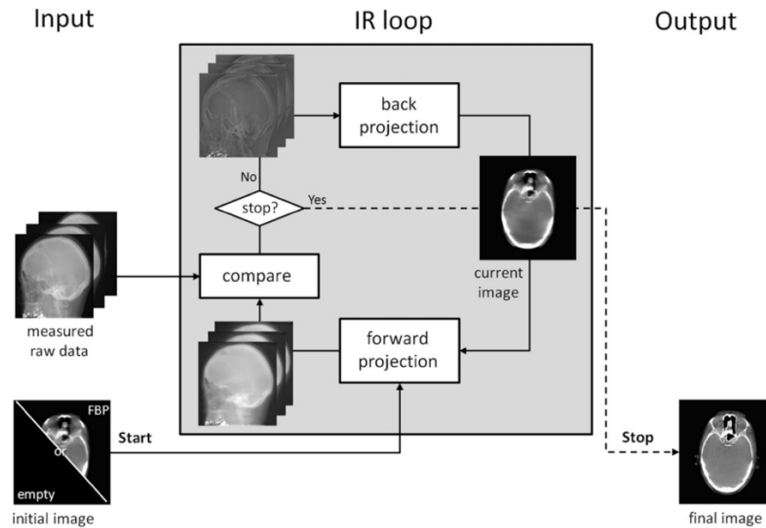 Input
IR loop
Output
back
projection
No
stop?
Yes
compare
current
image
measured
raw data
forward
projection
FBP
or
empty
Start
Stop
initial image
final image